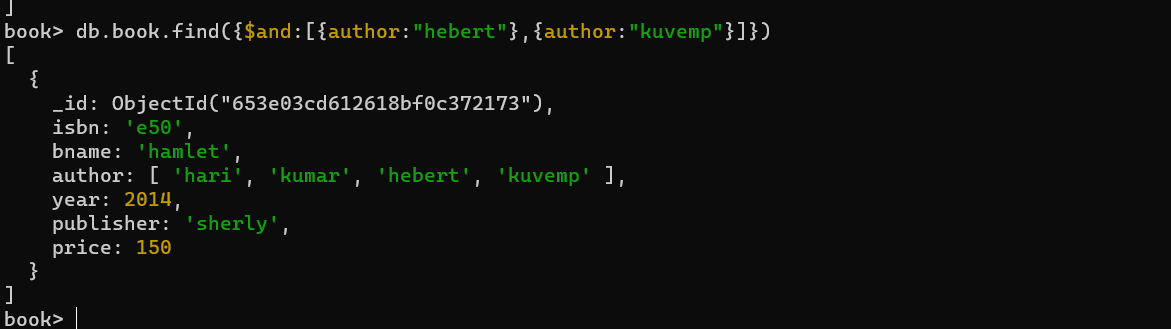 ]
book> db.book.find({$and:[{author:"hebert"},{author:"kuvemp"}]})
[
  {
    _id: ObjectId("653e03cd612618bf0c372173"),
    isbn: 'e50',
    bname: 'hamlet',
    author: [ 'hari', 'kumar', 'hebert', 'kuvemp' ],
    year: 2014,
    publisher: 'sherly',
    price: 150
  }
]
book>